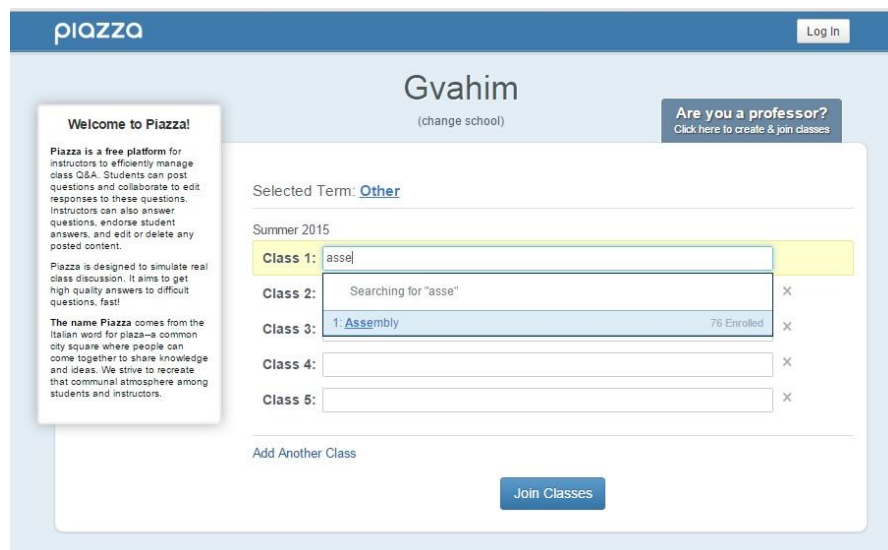 piazza
Log In
Gvahim
(change school)
Are you a professor?
Click here to create & join classes
Welcome to Piazza!
Piazza is a free platform for
instructors to efficiently manage
class Q&A. Students can post
questions and collaborate to edit
responses to these questions.
Instructors can also answer
questions, endorse student
answers, and edit or delete any
posted content.
Piazza is designed to simulate real
class discussion. It aims to get
high quality answers to difficult
questions, fast!
The name Piazza comes from the
Italian word for plaza--a common
city square where people can
come together to share knowledge
and ideas. We strive to recreate
that communal atmosphere among
students and instructors.
Selected Term: Other
Summer 2015
Class 1: asse
Class 2: Searching for "asse" X
1: Assembly 76 Enrolled
Class 3: X
Class 4: X
Class 5: X
Add Another Class
Join Classes